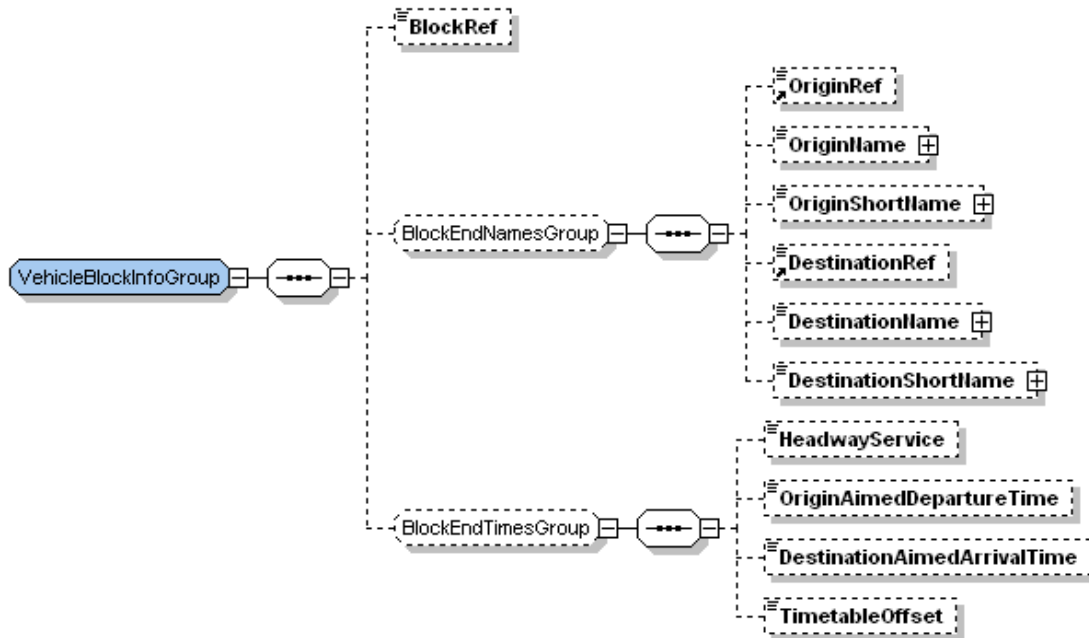 BlockRef
OriginRef
OriginName
OriginShortName
BlockEndNamesGroup
DestinationRef
VehicleBlockInfoGroup
DestinationName
DestinationShortName
HeadwayService
OriginAimedDepartureTime
BlockEndTimesGroup
DestinationAimedArrivalTime
TimetableOffset